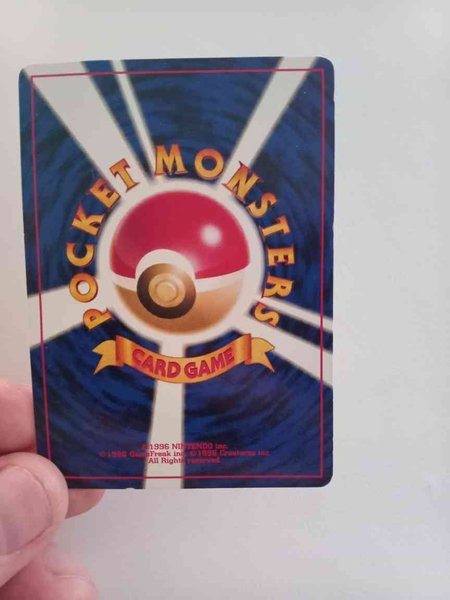 POCKET MONSTERS
CARD GAME
©1996 NINTENDO inc.
©1996 GameFreak inc. ©1996 Creatures inc.
All Rights reserved.